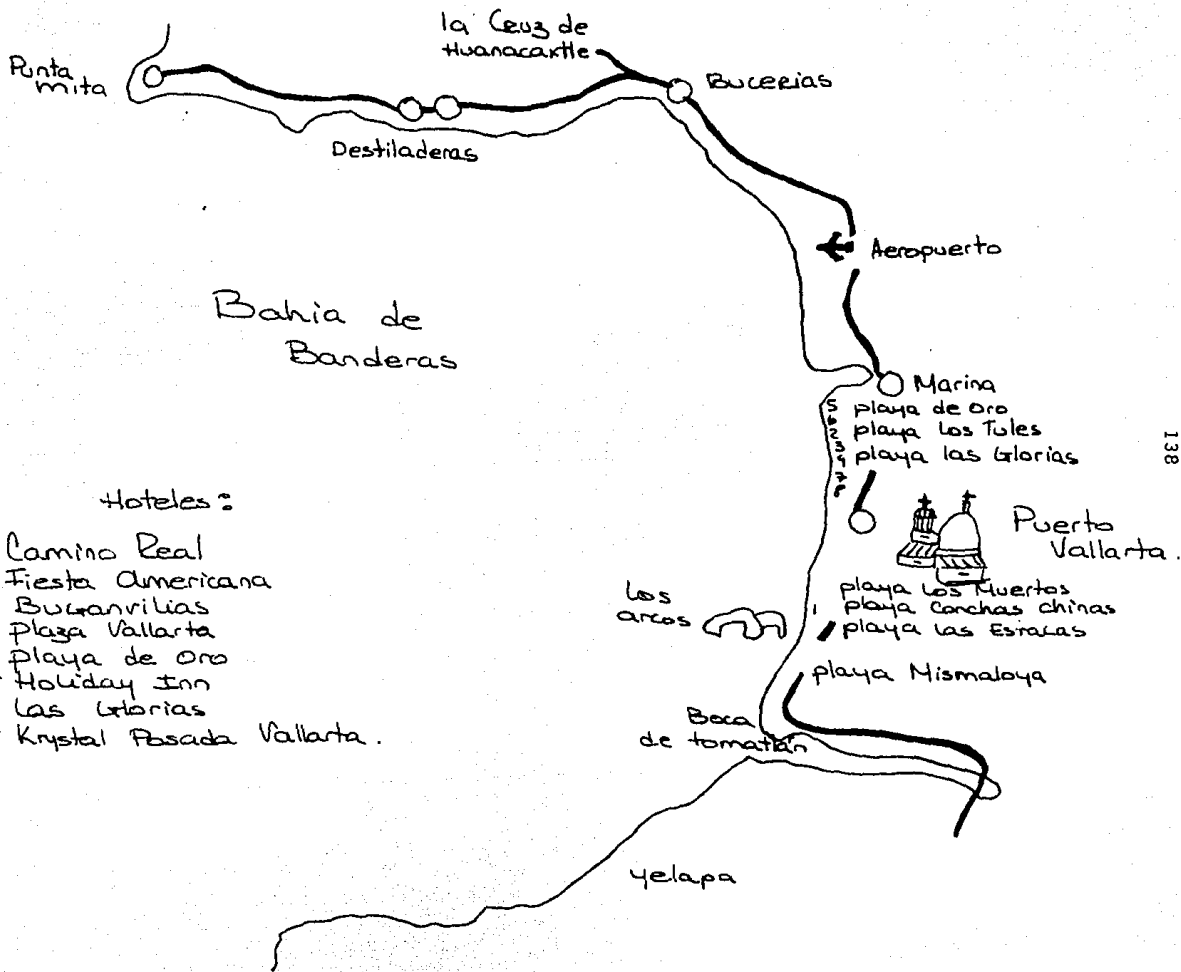 la Cruz de
Huanacaxtle
Punta
mita
Bucerias
Destiladeras
Aeropuerto
Bahia de
Banderas
Marina
playa de oro
playa Los Tules
playa las Glorias
138
Puerto
Vallarta.
Hoteles:
Camino Real
Fiesta Americana
Buganvilias
plaza Vallarta
playa de oro
Holiday Inn
Las Glorias
Krystal Posada Vallarta.
Los
arcos
playa Los Muertos
playa Conchas chinas
playa las Estacas
playa Mismaloya
Boca
de tomatlán
yelapa